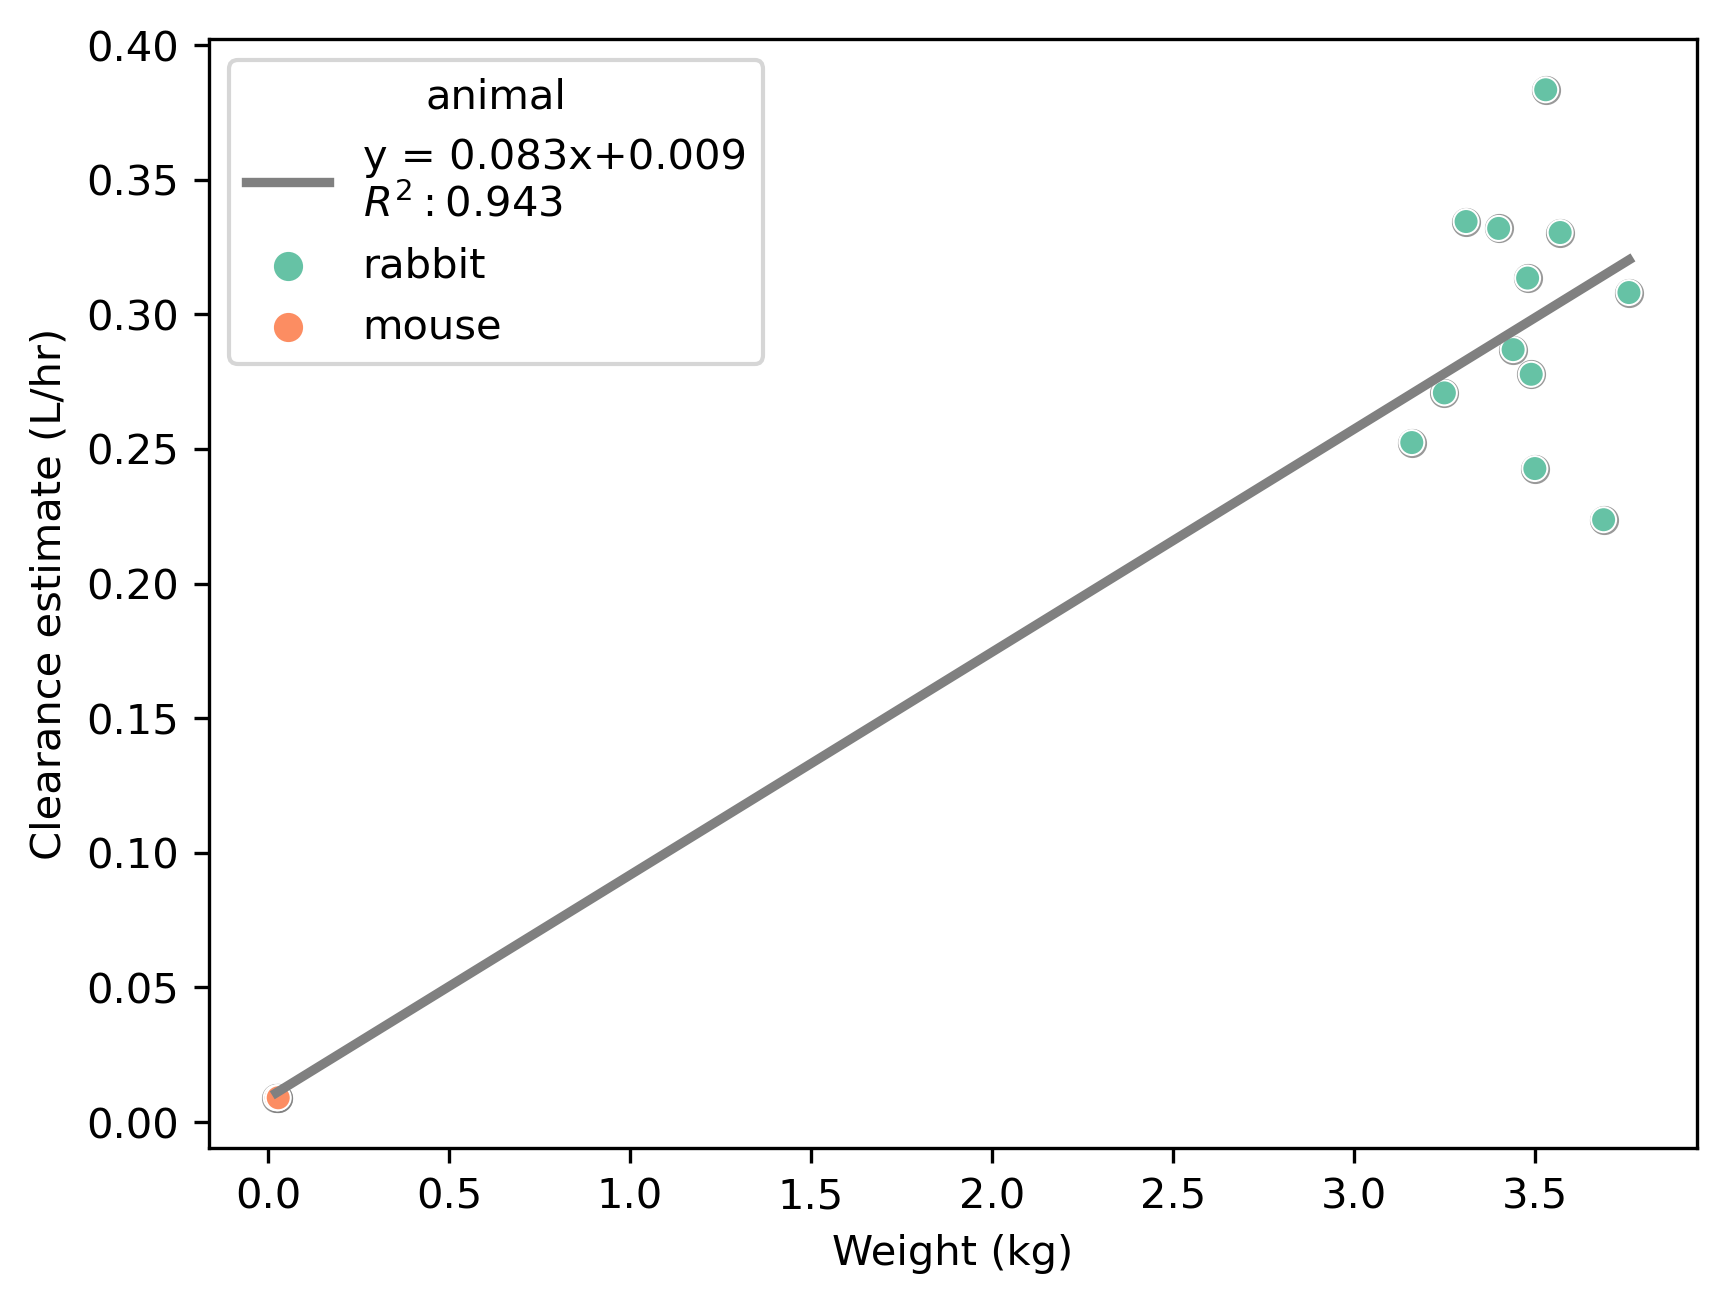 animal
y = 0.083x+0.009
R² : 0.943
rabbit
mouse
0.40
0.35
0.30
0.25
0.20
0.15
0.10
0.05
0.00
Clearance estimate (L/hr)
0.0 0.5 1.0 1.5 2.0 2.5 3.0 3.5
Weight (kg)